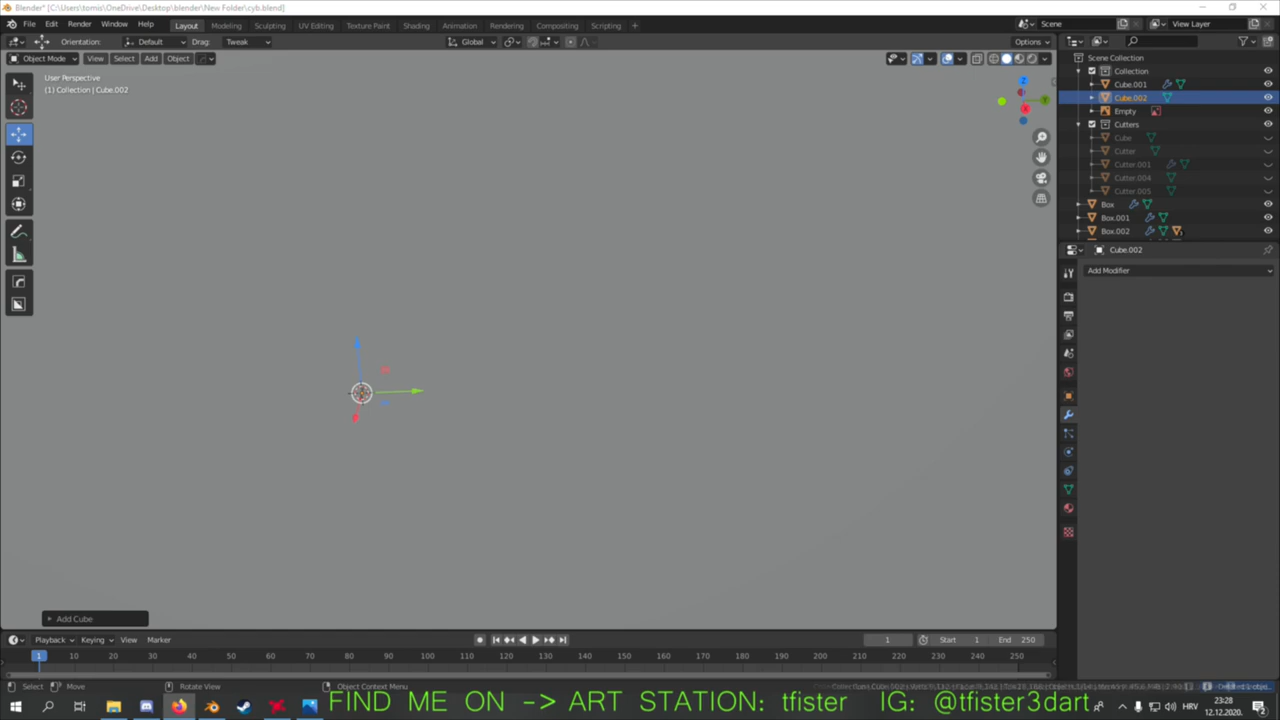 Blender* [C:\Users\tomis\OneDrive\Desktop\blender\New Folder\cyb.blend]
File Edit Render Window Help Layout Modeling Sculpting UV Editing Texture Paint Shading Animation Rendering Compositing Scripting + Scene View Layer
Orientation: Default Drag: Tweak Global Options
Object Mode View Select Add Object
User Perspective
(1) Collection | Cube.002
Scene Collection
Collection
Cube.001
Cube.002
Empty
Cutters
Cube
Cutter
Cutter.001
Cutter.004
Cutter.005
Box
Box.001
Box.002
Cube.002
Add Modifier
Add Cube
Playback Keying View Marker 1 Start 1 End 250
1 10 20 30 40 50 60 70 80 90 100 110 120 130 140 150 160 170 180 190 200 210 220 230 240 250
Select Move Rotate View Object Context Menu
FIND ME ON -> ART STATION: tfister IG: @tfister3dart
HRV 23:28
12.12.2020.
2